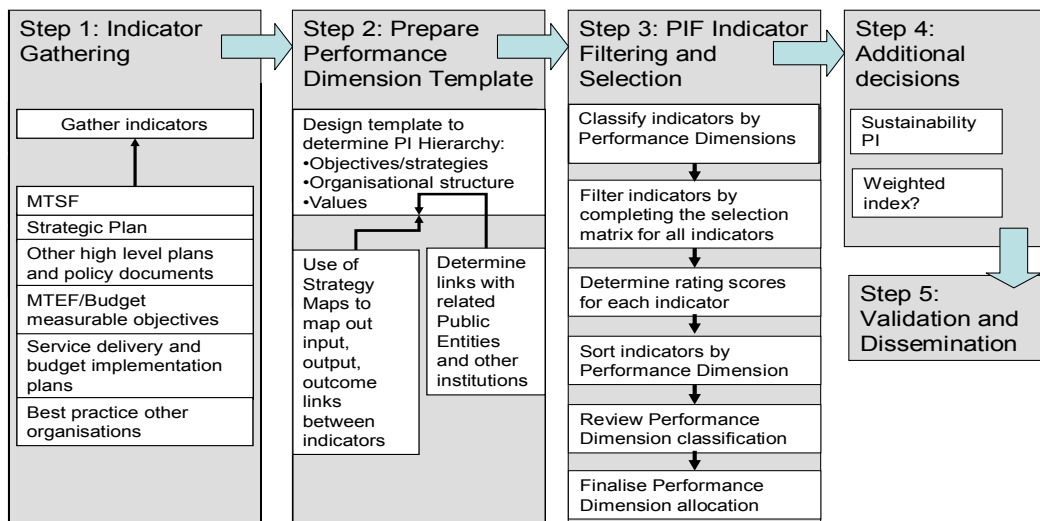 Step 1: Indicator
Gathering
Gather indicators
MTSF
Strategic Plan
Other high level plans
and policy documents
MTEF/Budget
measurable objectives
Service delivery and
budget implementation
plans
Best practice other
organisations
Step 2: Prepare
Performance
Dimension Template
Design template to
determine PI Hierarchy:
•Objectives/strategies
•Organisational structure
•Values
Use of
Strategy
Maps to
map out
input,
output,
outcome
links
between
indicators
Determine
links with
related
Public
Entities
and other
institutions
Step 3: PIF Indicator
Filtering and
Selection
Classify indicators by
Performance Dimensions
Filter indicators by
completing the selection
matrix for all indicators
Determine rating scores
for each indicator
Sort indicators by
Performance Dimension
Review Performance
Dimension classification
Finalise Performance
Dimension allocation
Step 4:
Additional
decisions
Sustainability
PI
Weighted
index?
Step 5:
Validation and
Dissemination